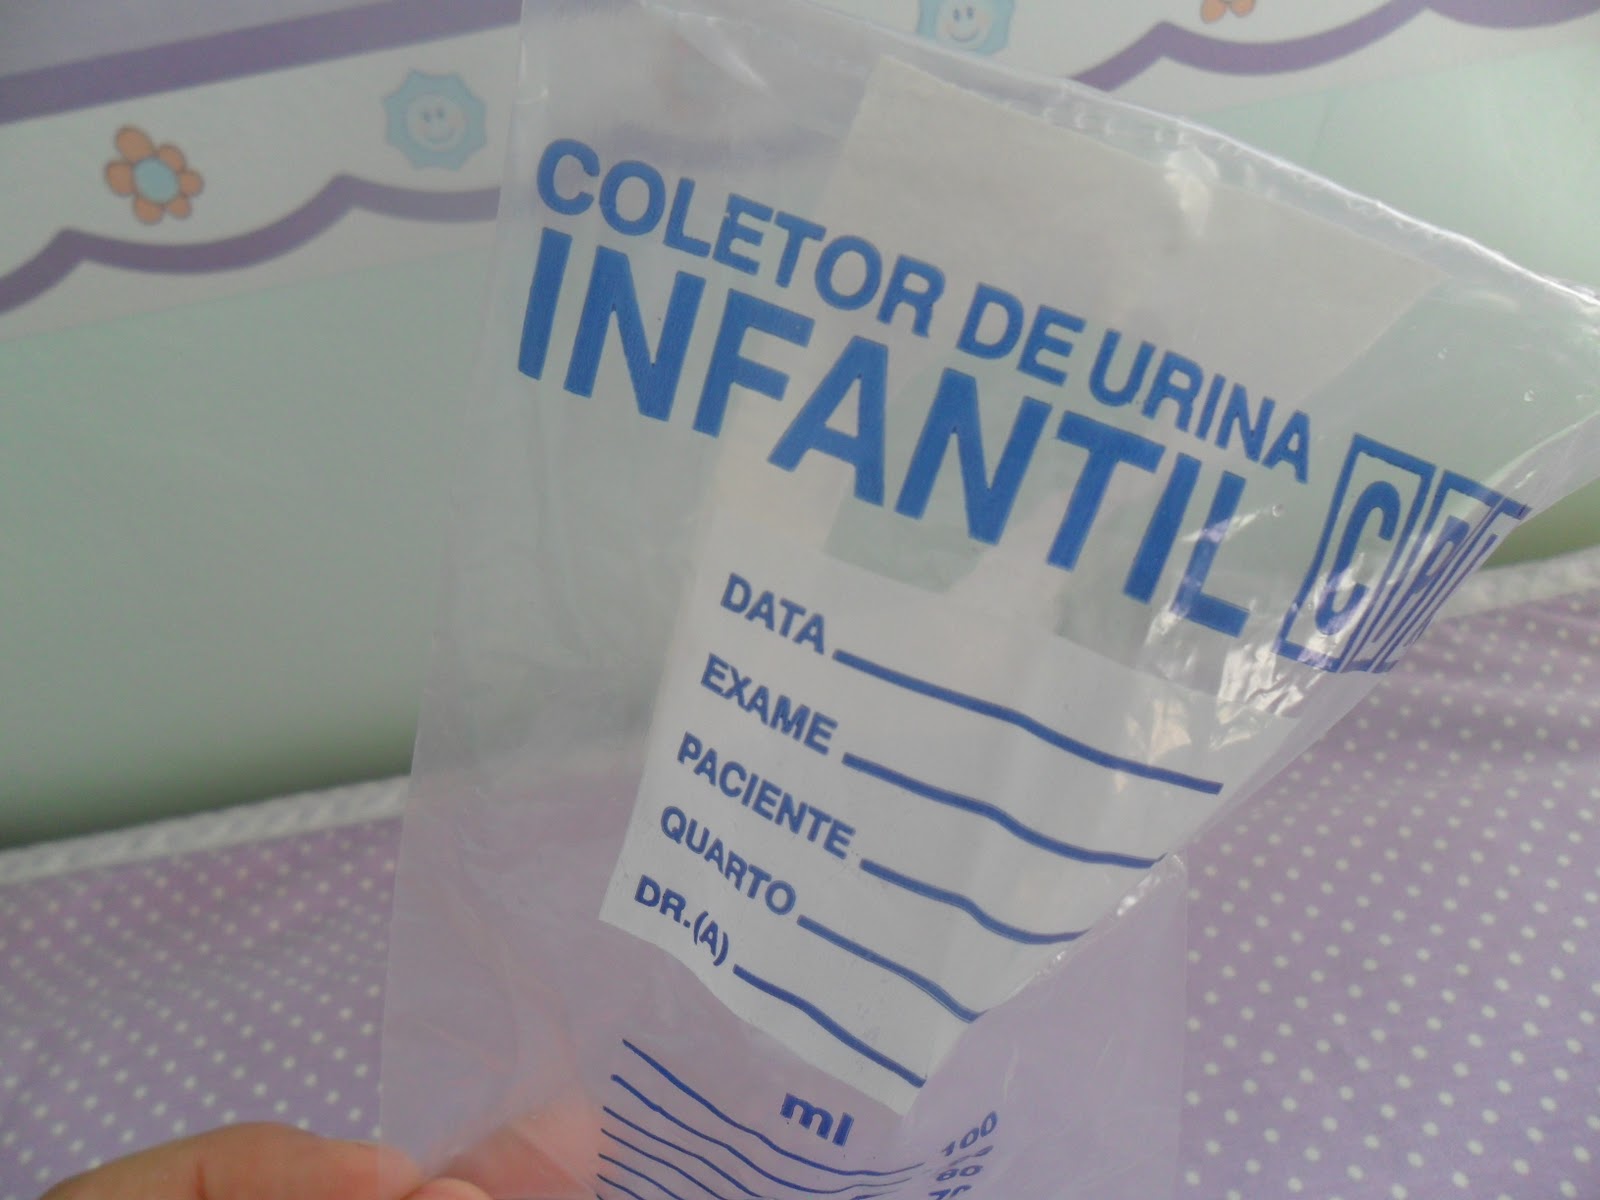 COLETOR DE URINA
INFANTIL
DATA
EXAME
PACIENTE
QUARTO
DR.(A)
ml
100